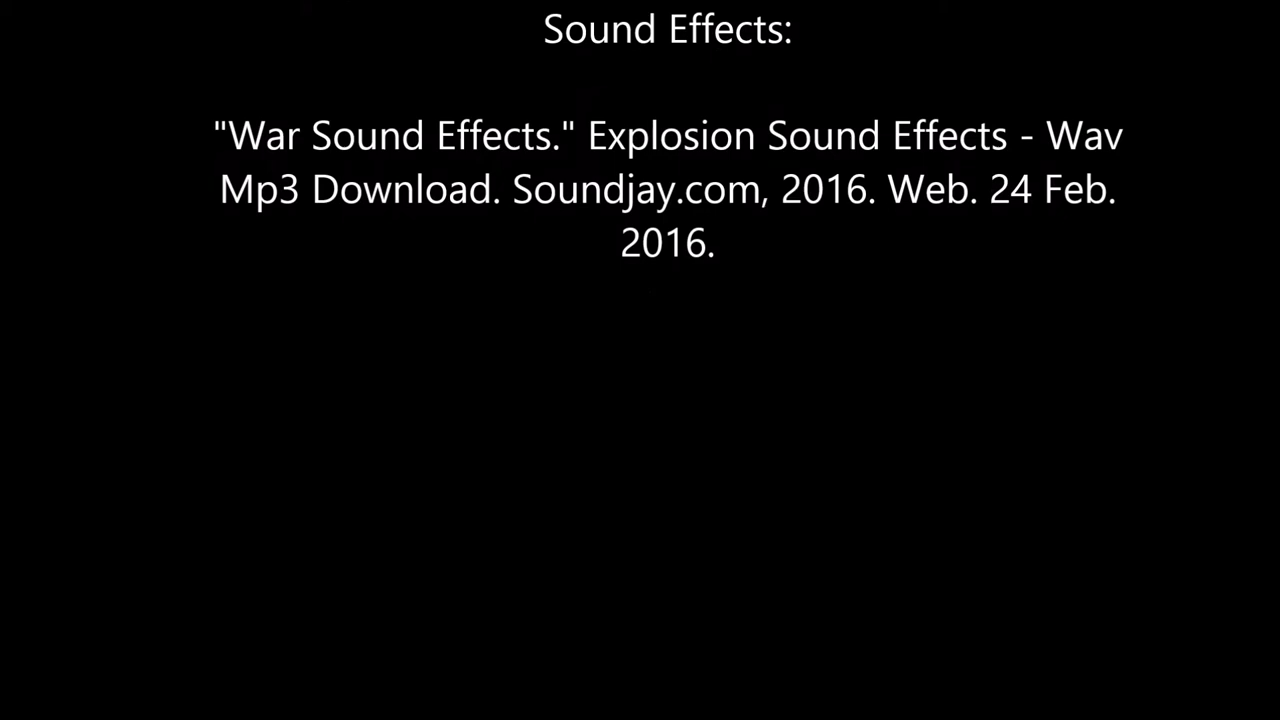 Sound Effects:
"War Sound Effects." Explosion Sound Effects - Wav
Mp3 Download. Soundjay.com, 2016. Web. 24 Feb.
2016.